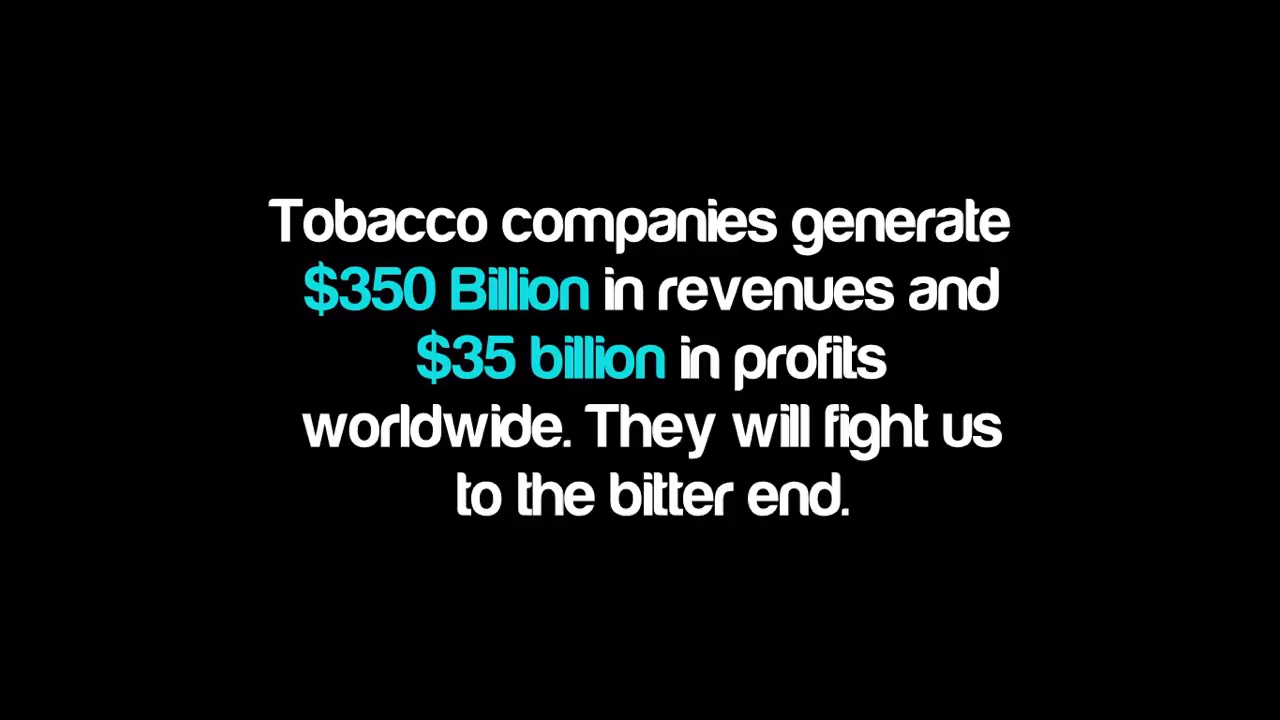 Tobacco companies generate
$350 Billion in revenues and
$35 billion in profits
worldwide. They will fight us
to the bitter end.